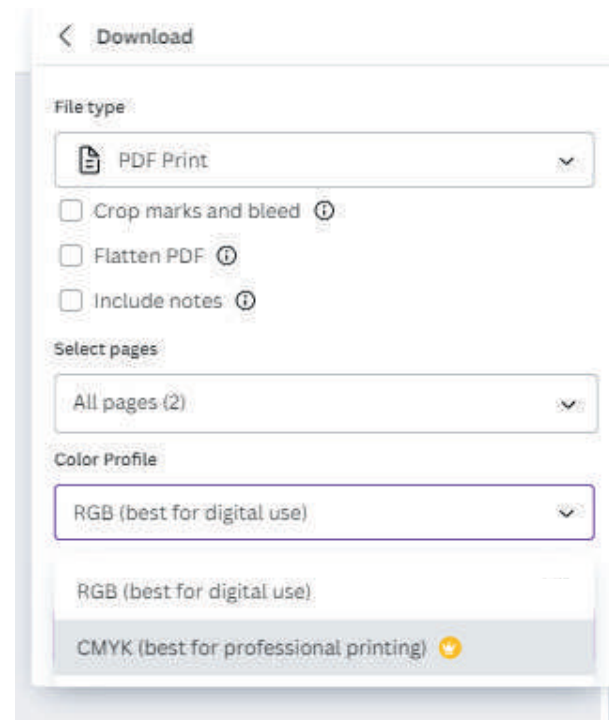 Download
File type
PDF Print
Crop marks and bleed
Flatten PDF
Include notes
Select pages
All pages (2)
Color Profile
RGB (best for digital use)
RGB (best for digital use)
CMYK (best for professional printing)